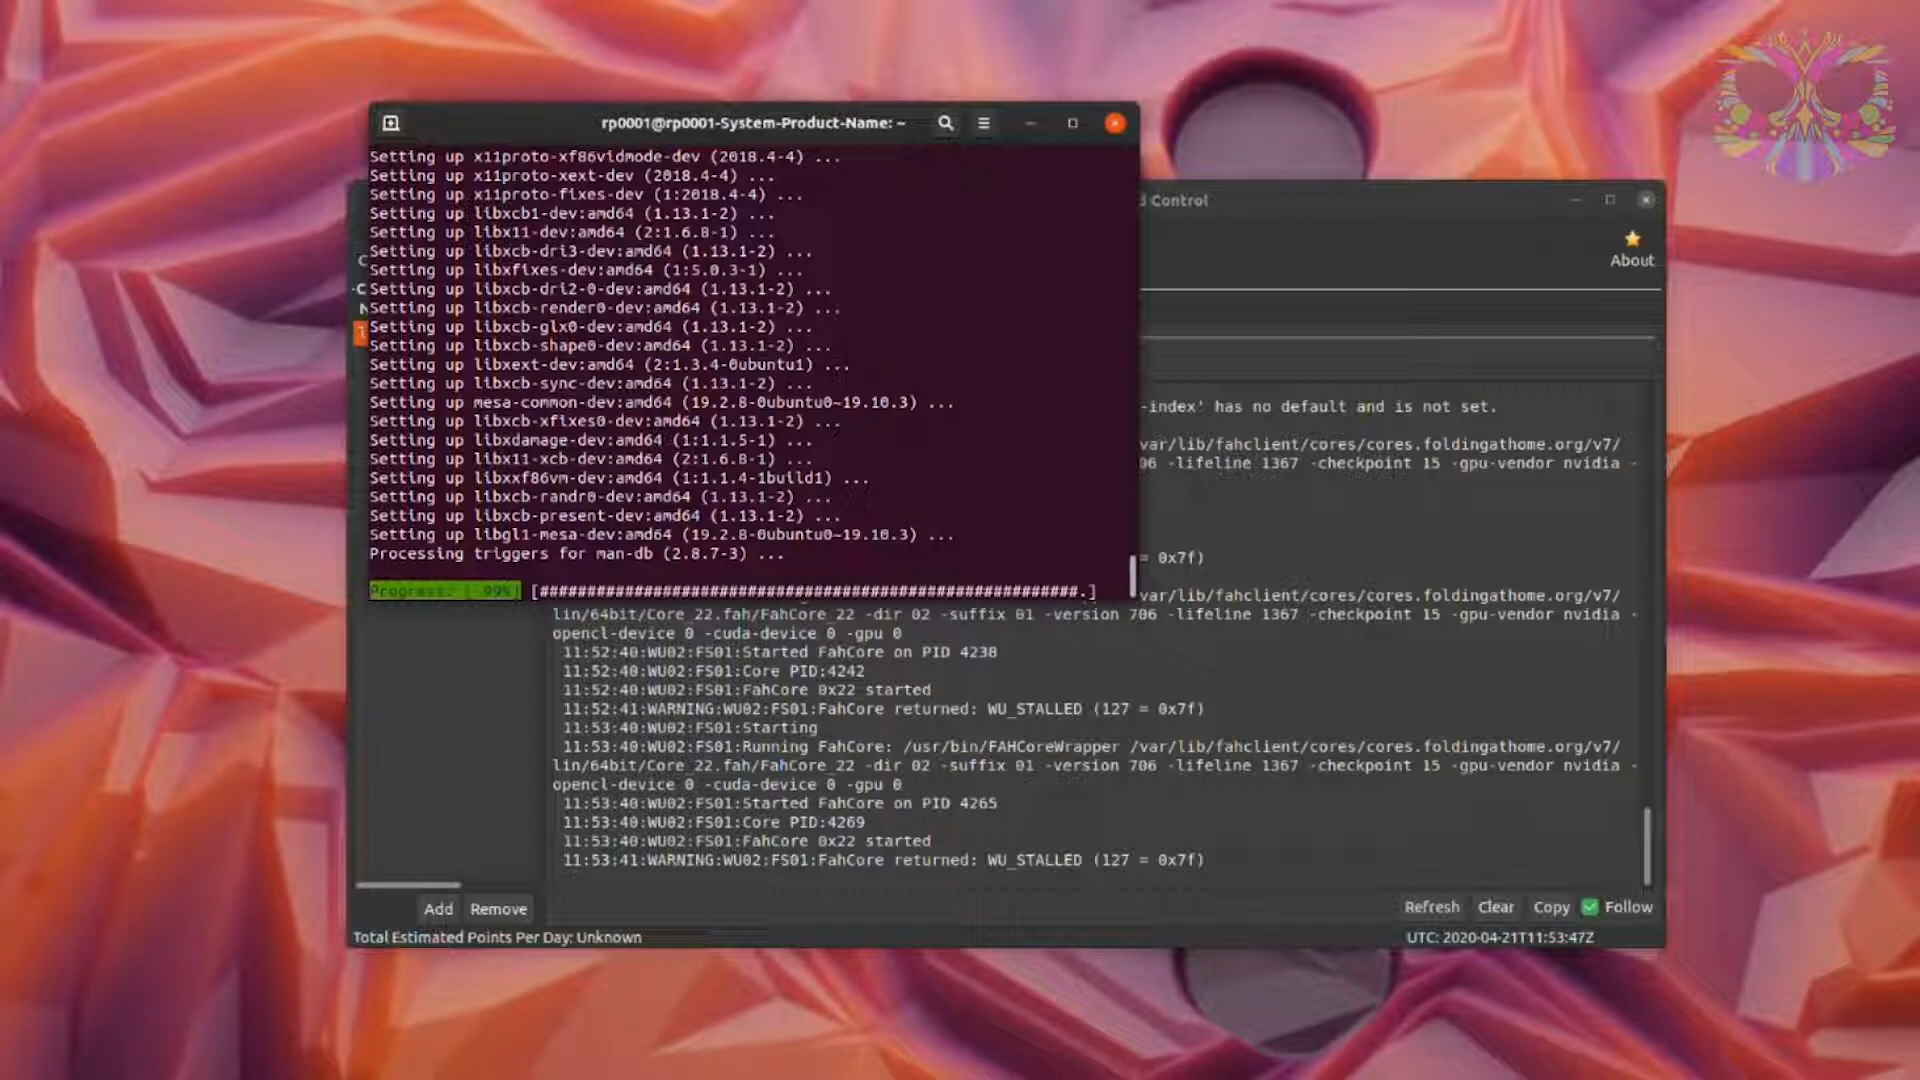 rp0001@rp0001-System-Product-Name: ~
Setting up x11proto-xf86vidmode-dev (2018.4-4) ...
Setting up x11proto-xext-dev (2018.4-4) ...
Setting up x11proto-fixes-dev (1:2018.4-4) ...
Setting up libxcb1-dev:amd64 (1.13.1-2) ...
Setting up libx11-dev:amd64 (2:1.6.8-1) ...
Setting up libxcb-dri3-dev:amd64 (1.13.1-2) ...
Setting up libxfixes-dev:amd64 (1:5.0.3-1) ...
Setting up libxcb-dri2-0-dev:amd64 (1.13.1-2) ...
Setting up libxcb-render0-dev:amd64 (1.13.1-2) ...
Setting up libxcb-glx0-dev:amd64 (1.13.1-2) ...
Setting up libxcb-shape0-dev:amd64 (1.13.1-2) ...
Setting up libxext-dev:amd64 (2:1.3.4-0ubuntu1) ...
Setting up libxcb-sync-dev:amd64 (1.13.1-2) ...
Setting up mesa-common-dev:amd64 (19.2.8-0ubuntu0~19.10.3) ...
Setting up libxcb-xfixes0-dev:amd64 (1.13.1-2) ...
Setting up libxdamage-dev:amd64 (1:1.1.5-1) ...
Setting up libx11-xcb-dev:amd64 (2:1.6.8-1) ...
Setting up libxxf86vm-dev:amd64 (1:1.1.4-1build1) ...
Setting up libxcb-randr0-dev:amd64 (1.13.1-2) ...
Setting up libxcb-present-dev:amd64 (1.13.1-2) ...
Setting up libgl1-mesa-dev:amd64 (19.2.8-0ubuntu0~19.10.3) ...
Processing triggers for man-db (2.8.7-3) ...
Progress: [ 99%] [#########################################################.]
Control
About
-index' has no default and is not set.
var/lib/fahclient/cores/cores.foldingathome.org/v7/
06 -lifeline 1367 -checkpoint 15 -gpu-vendor nvidia -
= 0x7f)
var/lib/fahclient/cores/cores.foldingathome.org/v7/
lin/64bit/Core_22.fah/FahCore_22 -dir 02 -suffix 01 -version 706 -lifeline 1367 -checkpoint 15 -gpu-vendor nvidia -
opencl-device 0 -cuda-device 0 -gpu 0
11:52:40:WU02:FS01:Started FahCore on PID 4238
11:52:40:WU02:FS01:Core PID:4242
11:52:40:WU02:FS01:FahCore 0x22 started
11:52:41:WARNING:WU02:FS01:FahCore returned: WU_STALLED (127 = 0x7f)
11:53:40:WU02:FS01:Starting
11:53:40:WU02:FS01:Running FahCore: /usr/bin/FAHCoreWrapper /var/lib/fahclient/cores/cores.foldingathome.org/v7/
lin/64bit/Core_22.fah/FahCore_22 -dir 02 -suffix 01 -version 706 -lifeline 1367 -checkpoint 15 -gpu-vendor nvidia -
opencl-device 0 -cuda-device 0 -gpu 0
11:53:40:WU02:FS01:Started FahCore on PID 4265
11:53:40:WU02:FS01:Core PID:4269
11:53:40:WU02:FS01:FahCore 0x22 started
11:53:41:WARNING:WU02:FS01:FahCore returned: WU_STALLED (127 = 0x7f)
Add Remove
Refresh Clear Copy Follow
Total Estimated Points Per Day: Unknown
UTC: 2020-04-21T11:53:47Z